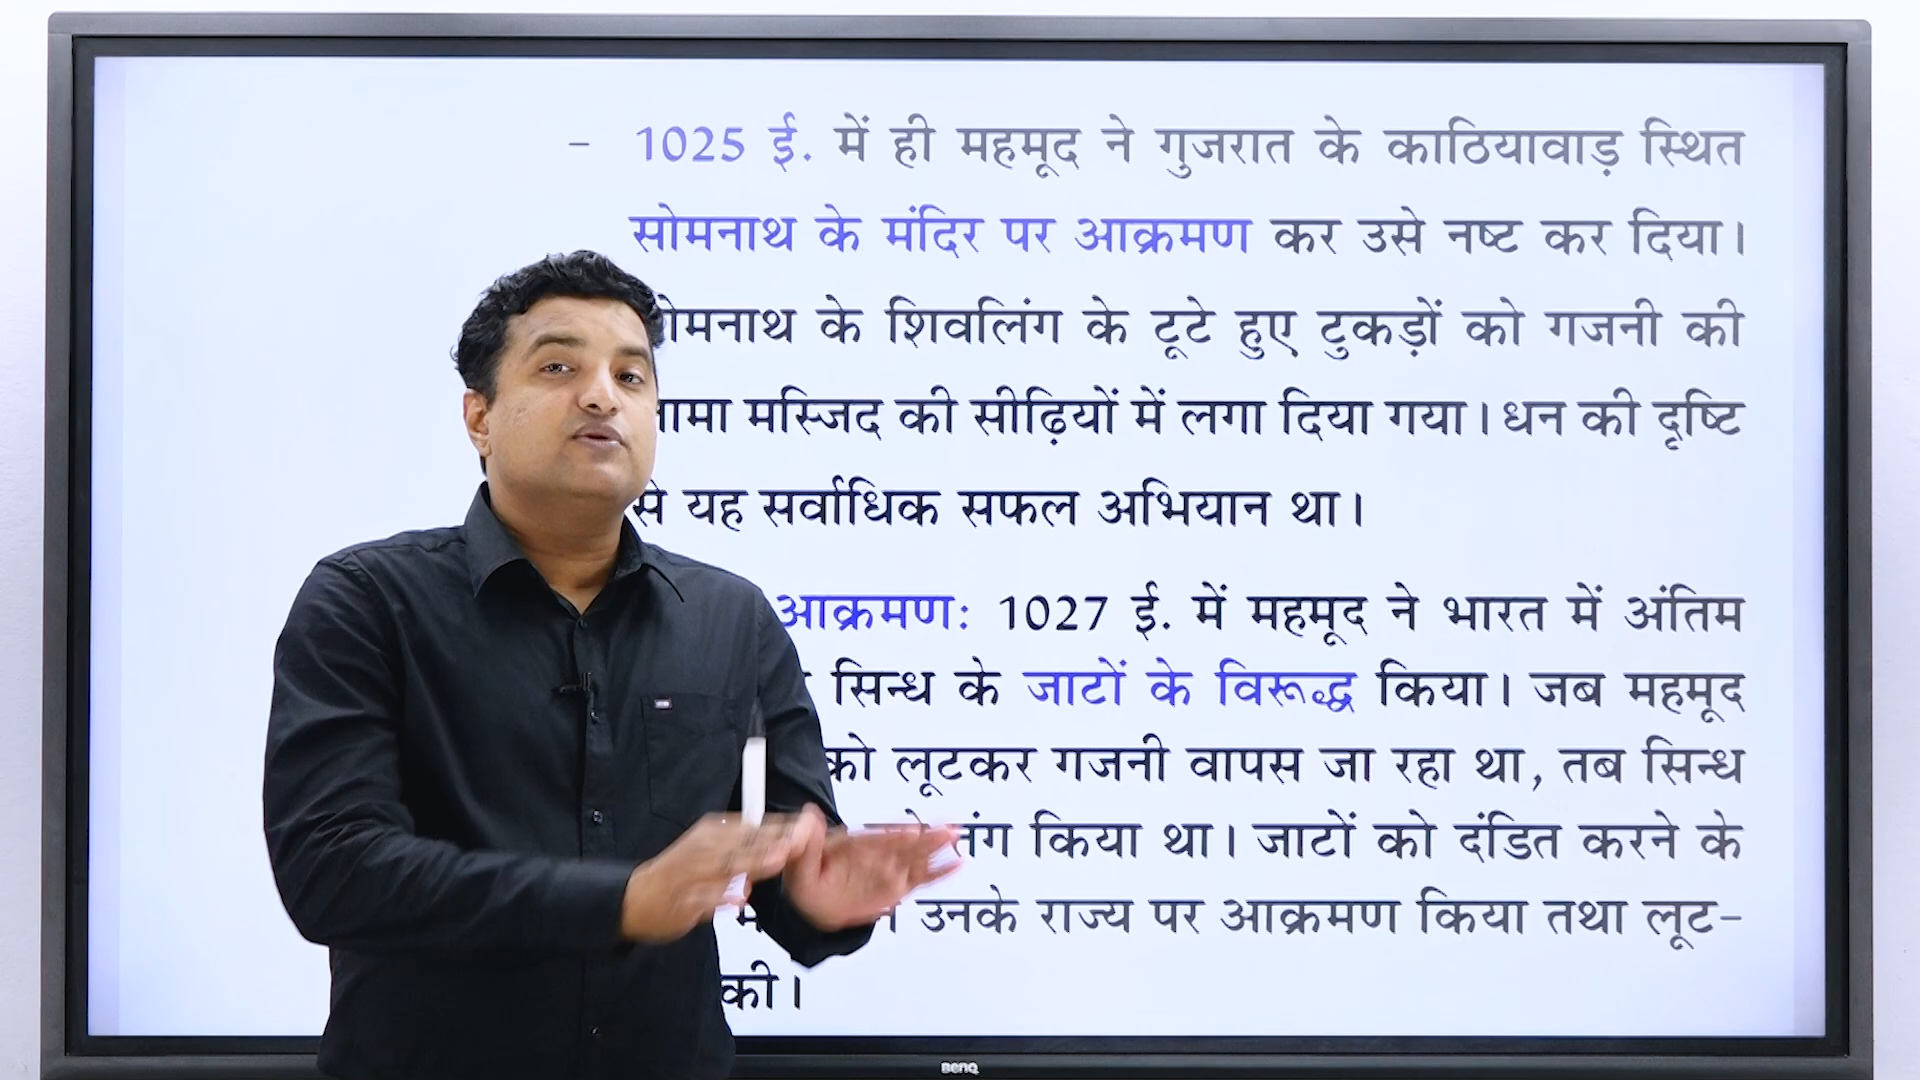 - 1025 ई. में ही महमूद ने गुजरात के काठियावाड़ स्थित
सोमनाथ के मंदिर पर आक्रमण कर उसे नष्ट कर दिया।
के शिवलिंग के टूटे हुए टुकड़ों को गजनी की
मस्जिद की सीढ़ियों में लगा दिया गया। धन की दृष्टि
से यह सर्वाधिक सफल अभियान था।
आक्रमण: 1027 ई. में महमूद ने भारत में अंतिम
सिन्ध के जाटों के विरूद्ध किया। जब महमूद
को लूटकर गजनी वापस जा रहा था, तब सिन्ध
तंग किया था। जाटों को दंडित करने के
उनके राज्य पर आक्रमण किया तथा लूट-
की।
BenQ